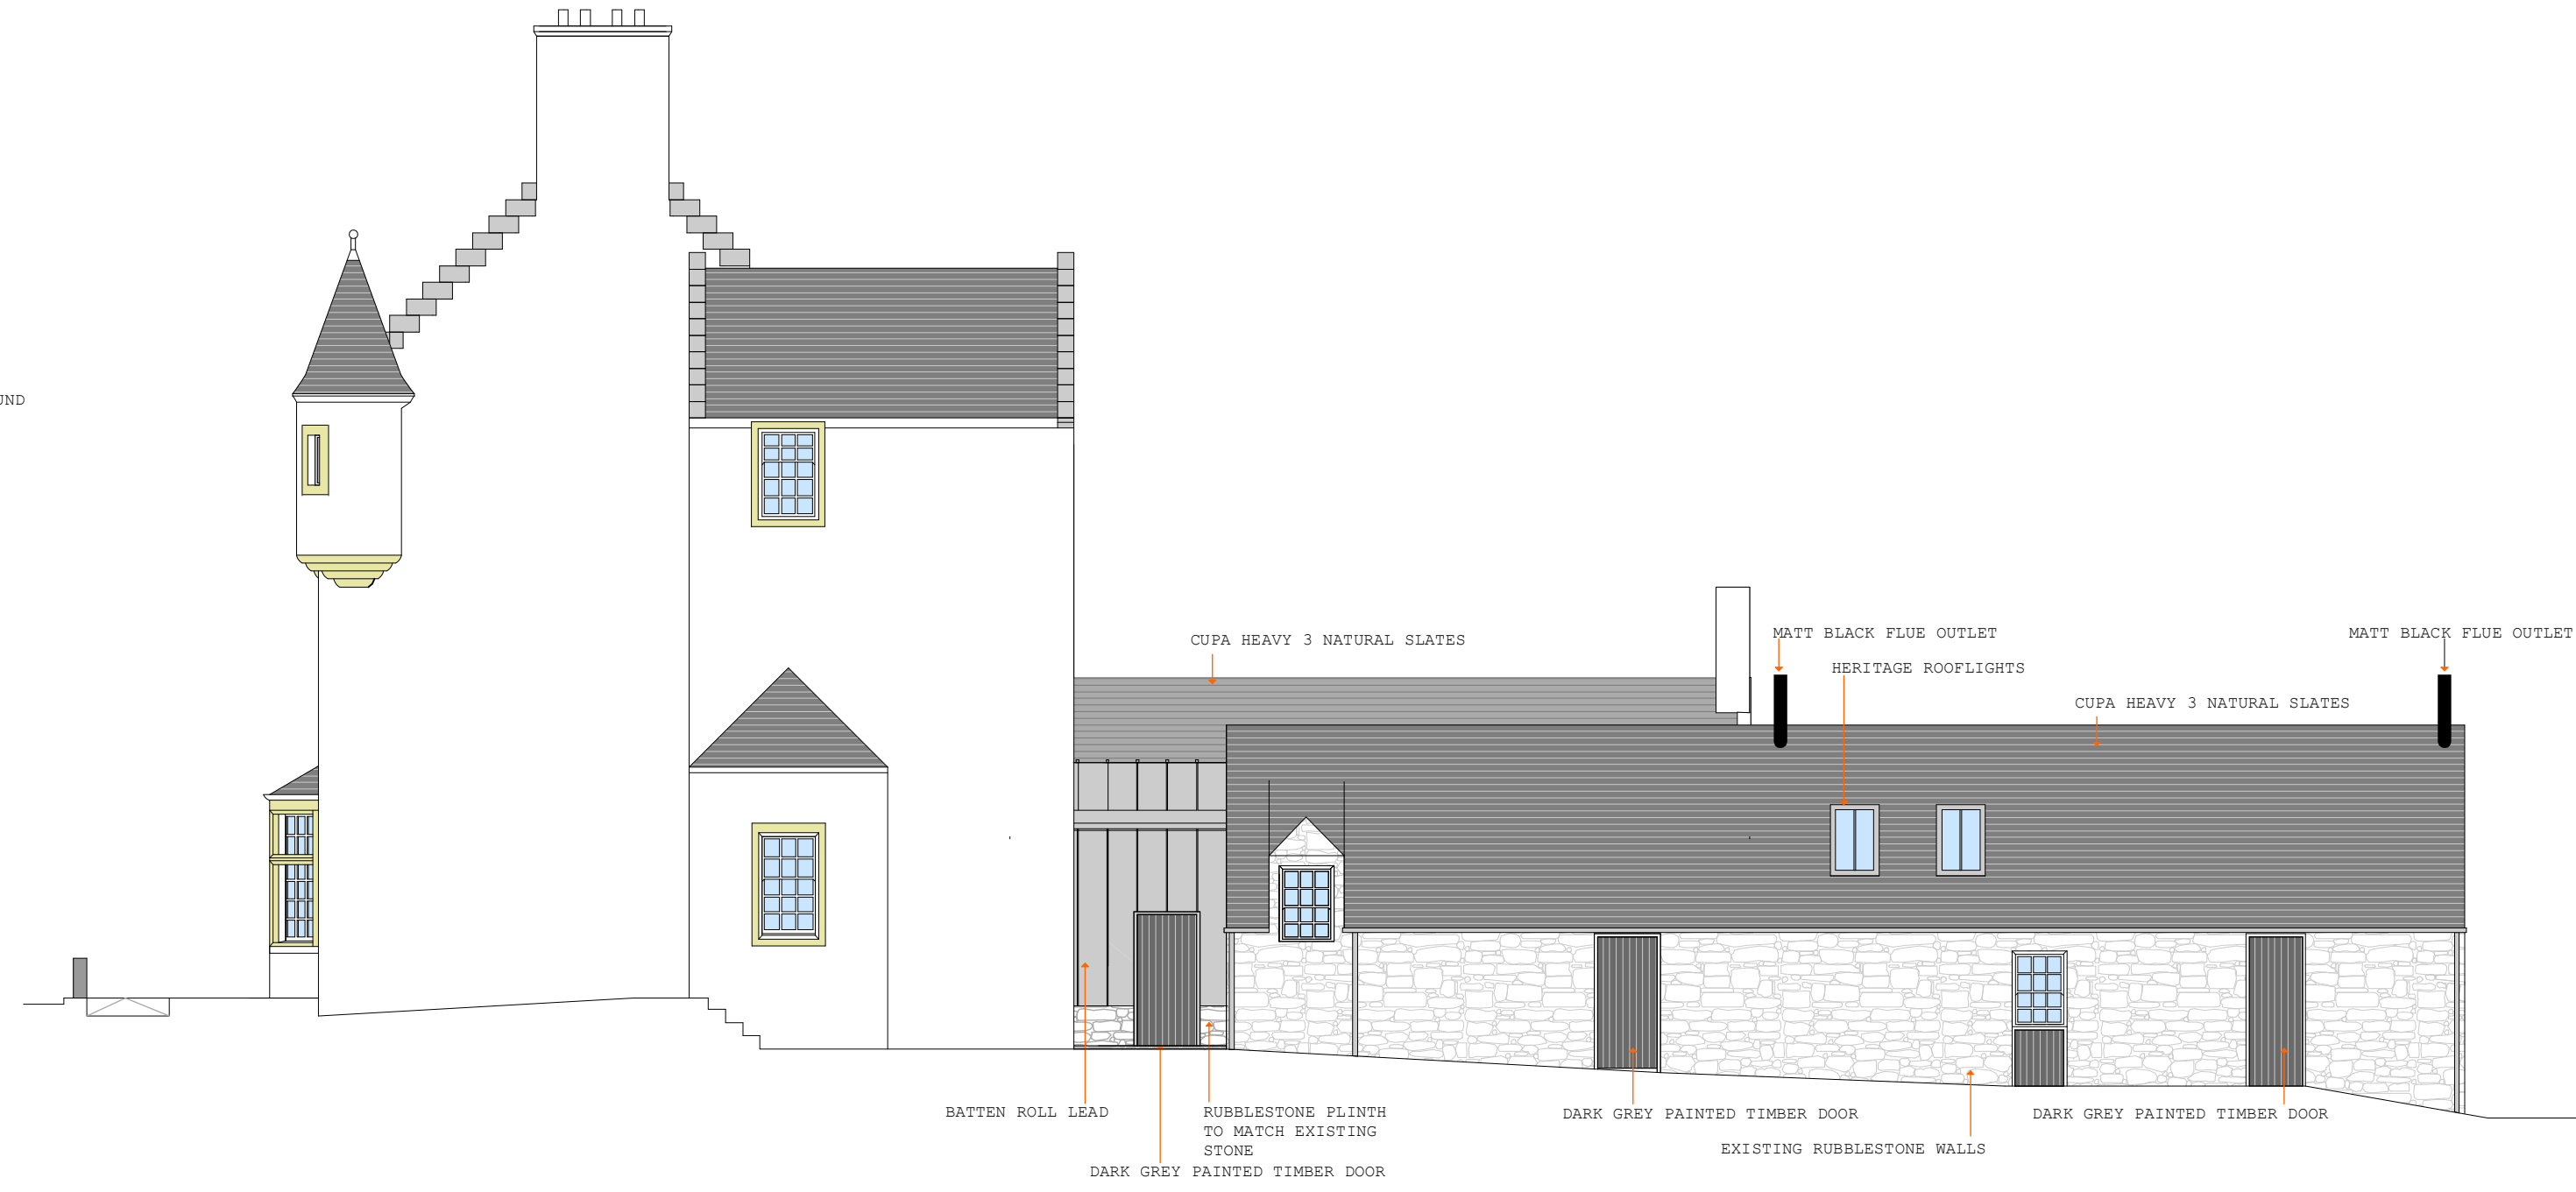 UND
CUPA HEAVY 3 NATURAL SLATES
MATT BLACK FLUE OUTLET
MATT BLACK FLUE OUTLET
HERITAGE ROOFLIGHTS
CUPA HEAVY 3 NATURAL SLATES
BATTEN ROLL LEAD
RUBBLESTONE PLINTH
TO MATCH EXISTING
STONE
DARK GREY PAINTED TIMBER DOOR
DARK GREY PAINTED TIMBER DOOR
EXISTING RUBBLESTONE WALLS
DARK GREY PAINTED TIMBER DOOR